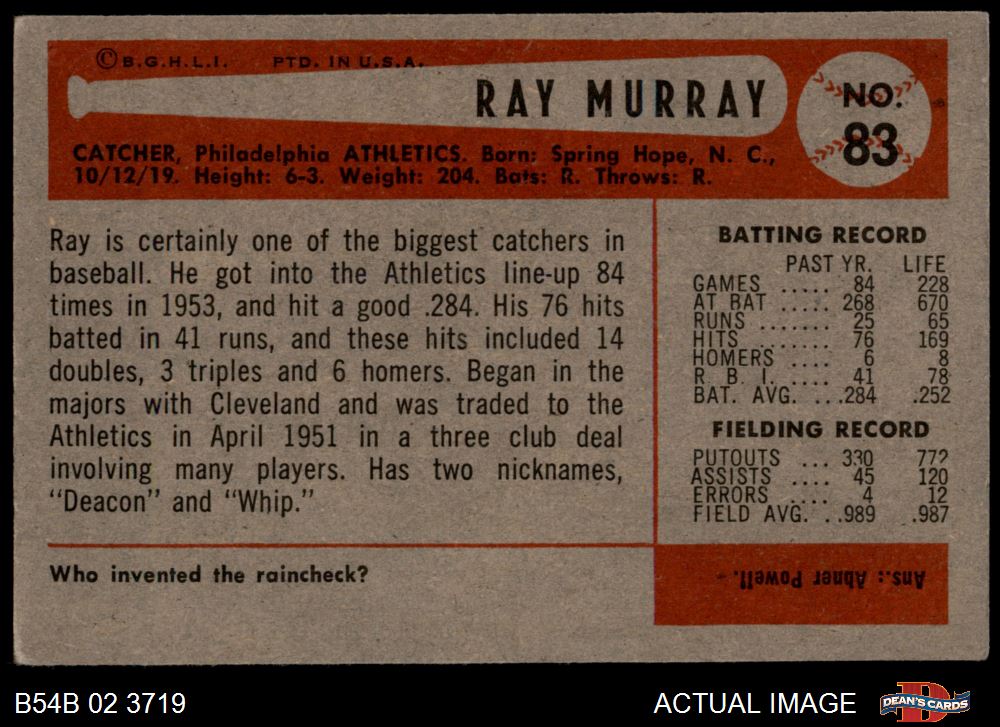 ©B.G.H.L.I. PTD. IN U.S.A.
RAY MURRAY
NO.
83
CATCHER, Philadelphia ATHLETICS. Born: Spring Hope, N. C.,
10/12/19. Height: 6-3. Weight: 204. Bats: R. Throws: R.
Ray is certainly one of the biggest catchers in
baseball. He got into the Athletics line-up 84
times in 1953, and hit a good .284. His 76 hits
batted in 41 runs, and these hits included 14
doubles, 3 triples and 6 homers. Began in the
majors with Cleveland and was traded to the
Athletics in April 1951 in a three club deal
involving many players. Has two nicknames,
"Deacon" and "Whip."
BATTING RECORD
PAST YR. LIFE
GAMES ..... 84 228
AT BAT ..... 268 670
RUNS ....... 25 65
HITS ....... 76 169
HOMERS .... 6 8
R. B. I. .... 41 78
BAT. AVG. ...284 .252
FIELDING RECORD
PUTOUTS ... 330 772
ASSISTS .... 45 120
ERRORS .... 4 12
FIELD AVG. ..989 .987
Who invented the raincheck?
Ans.: Abner Powell.
B54B 02 3719
ACTUAL IMAGE
DEAN'S CARDS